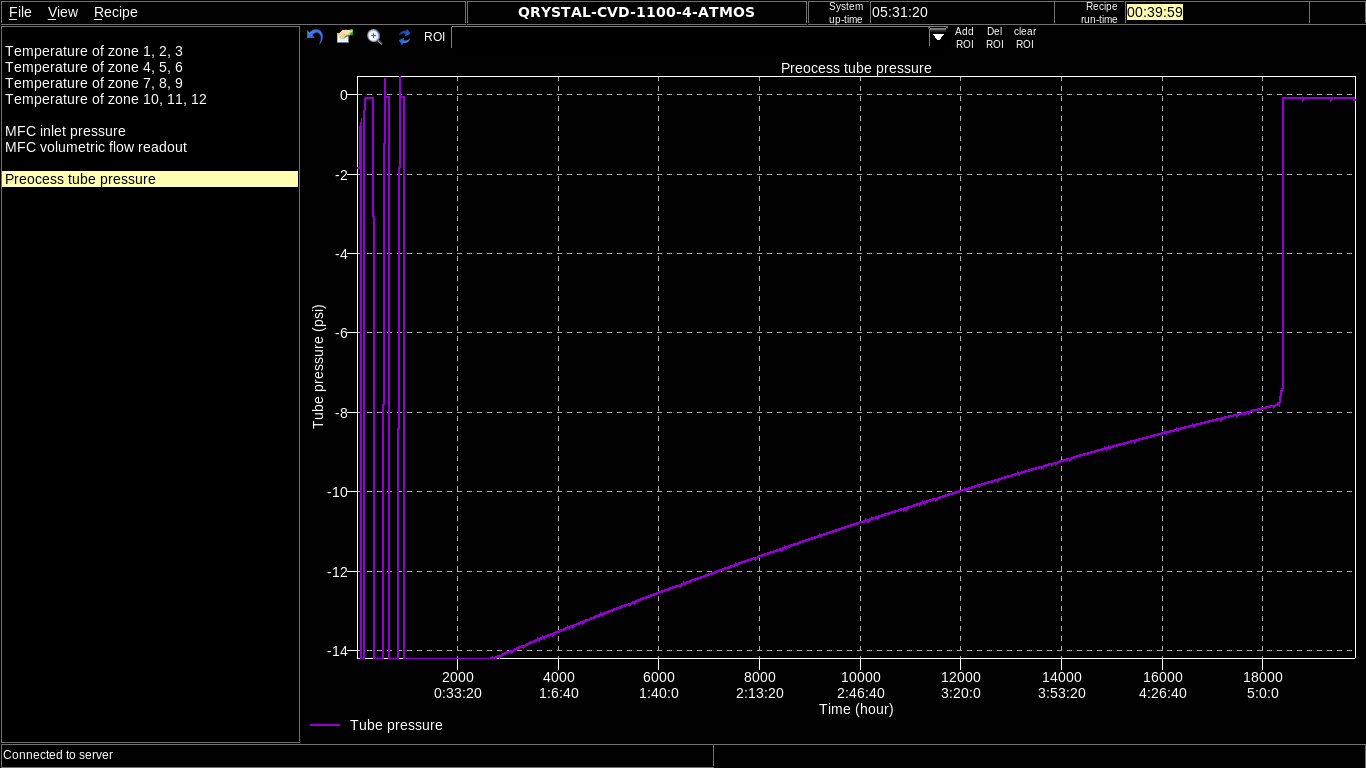 File View Recipe
QRYSTAL-CVD-1100-4-ATMOS
System up-time
05:31:20
Recipe run-time
00:39:59
Temperature of zone 1, 2, 3
Temperature of zone 4, 5, 6
Temperature of zone 7, 8, 9
Temperature of zone 10, 11, 12
MFC inlet pressure
MFC volumetric flow readout
Preocess tube pressure
ROI
Add ROI
Del ROI
clear ROI
Preocess tube pressure
Tube pressure (psi)
0
-2
-4
-6
-8
-10
-12
-14
2000 4000 6000 8000 10000 12000 14000 16000 18000
0:33:20 1:6:40 1:40:0 2:13:20 2:46:40 3:20:0 3:53:20 4:26:40 5:0:0
Time (hour)
Tube pressure
Connected to server